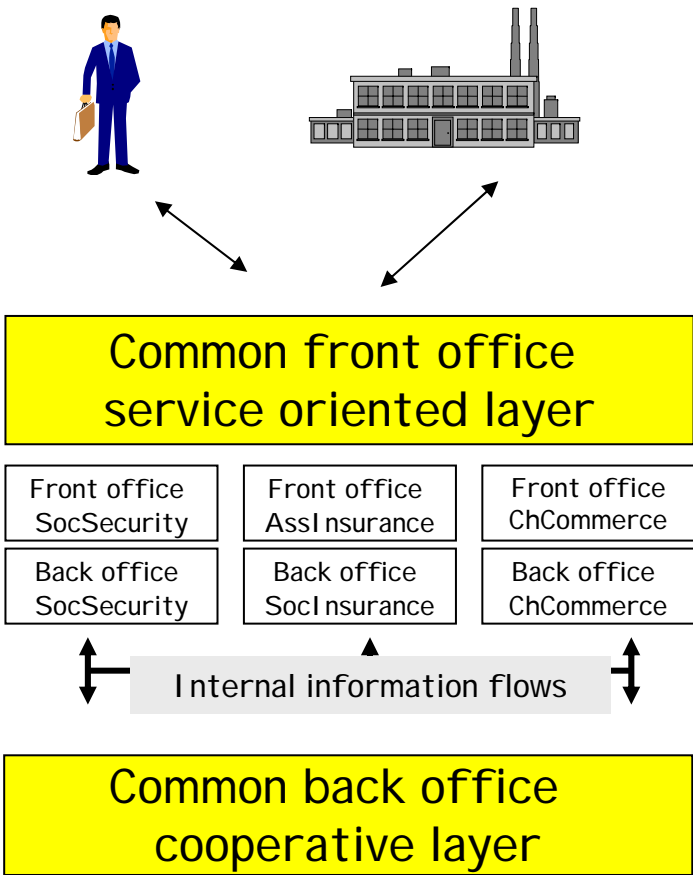 Common front office
service oriented layer
Front office
SocSecurity
Front office
AssInsurance
Front office
ChCommerce
Back office
SocSecurity
Back office
SocInsurance
Back office
ChCommerce
Internal information flows
Common back office
cooperative layer